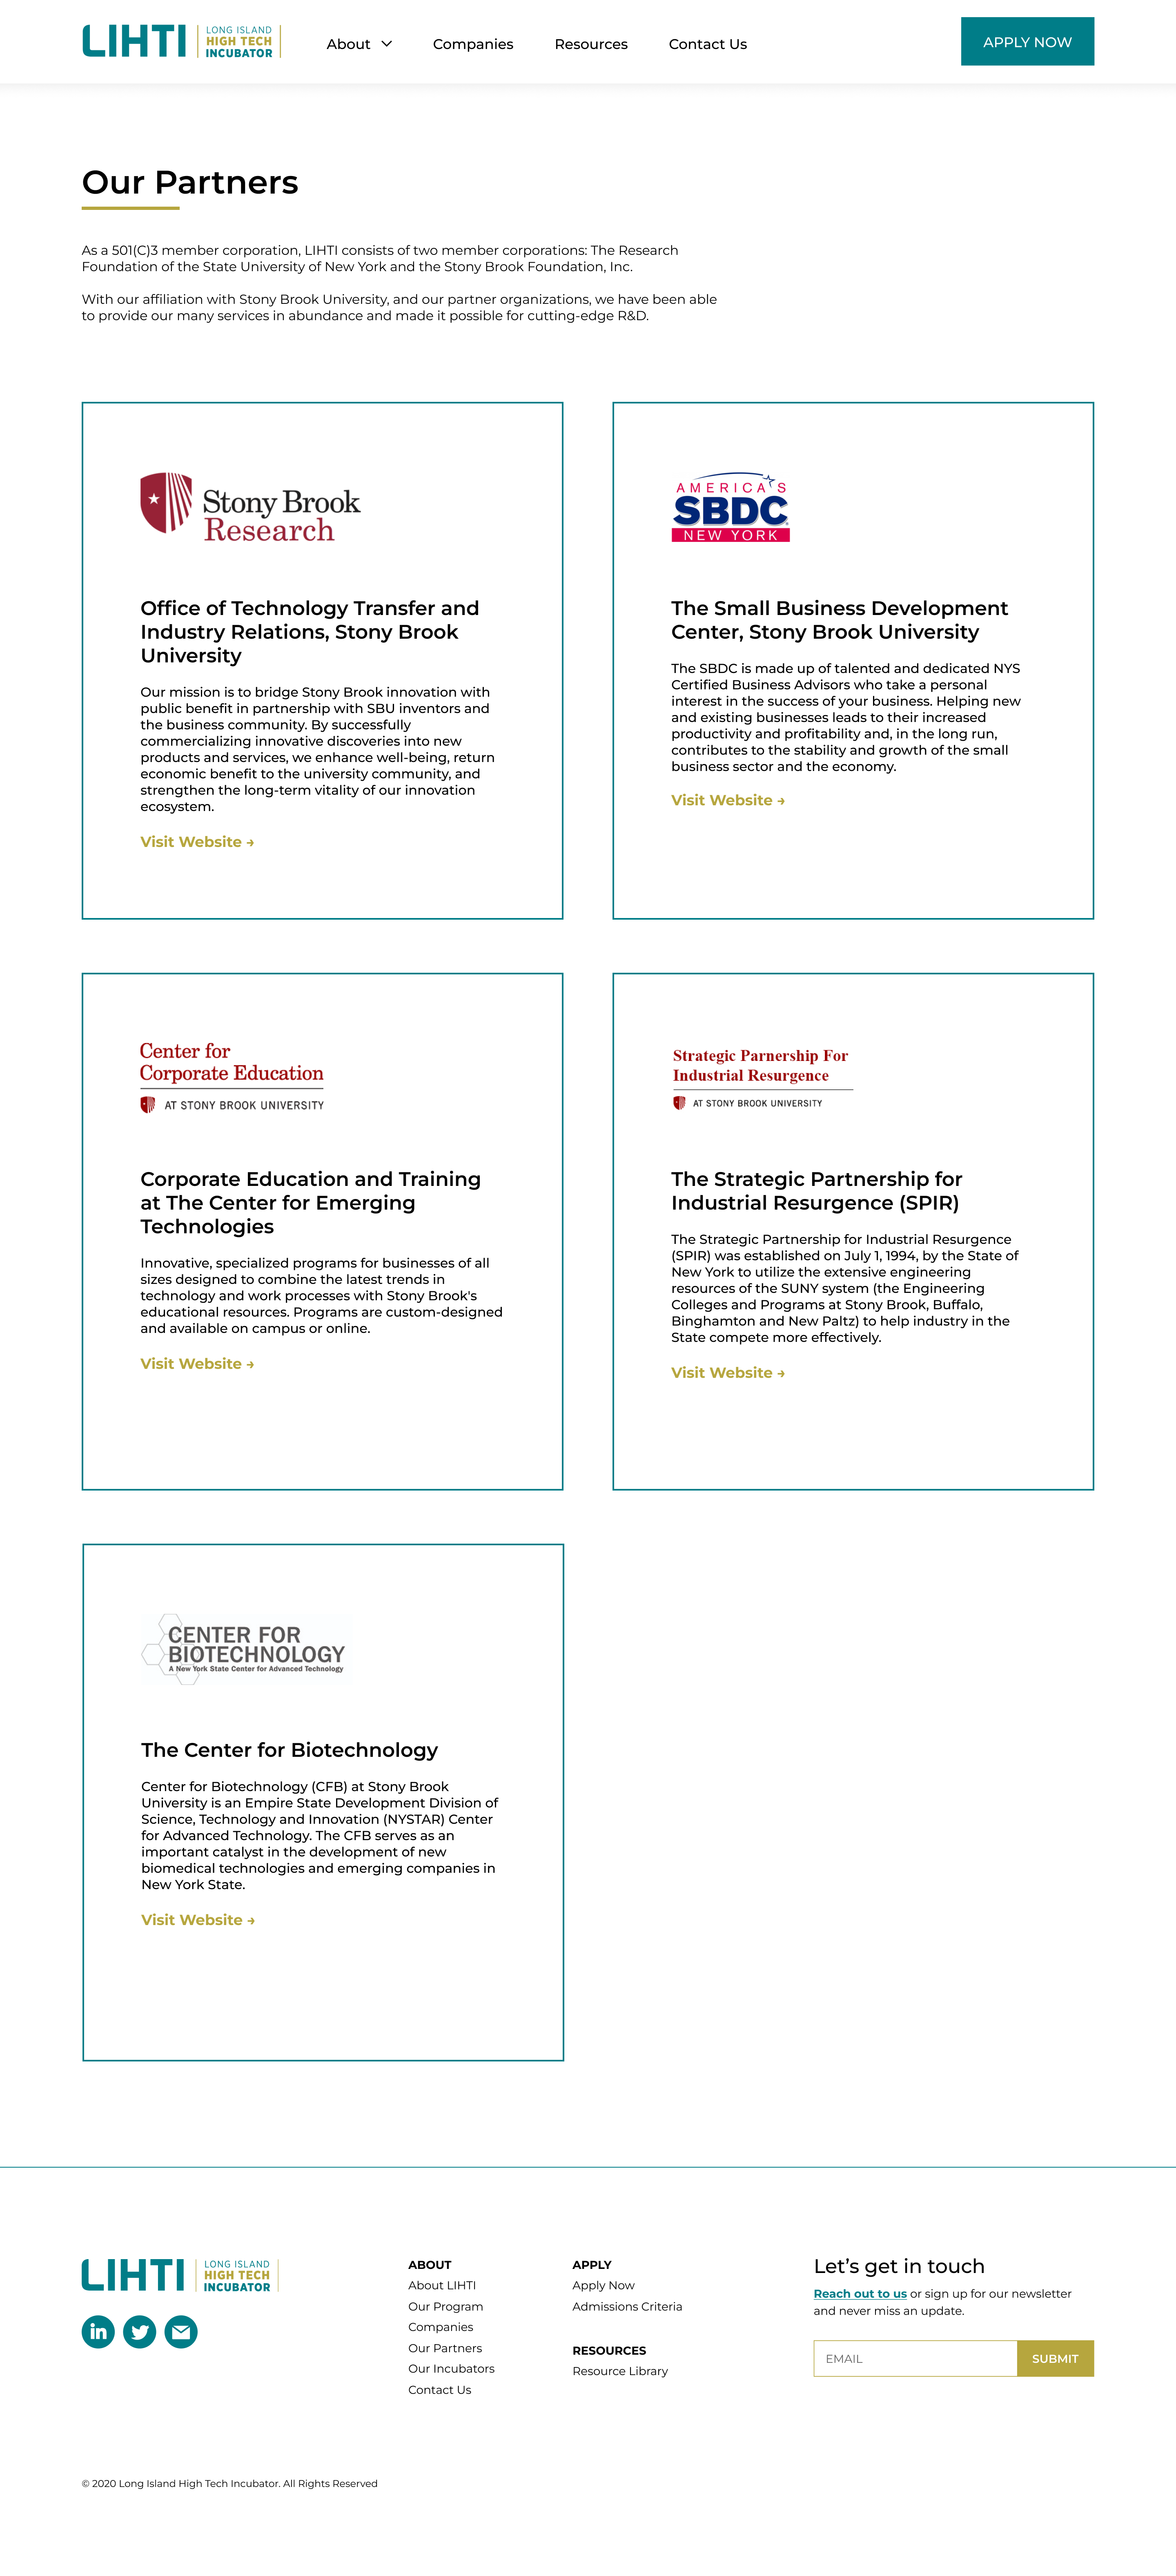 LIHTI
LONG ISLAND
HIGH TECH
INCUBATOR
About
Companies
Resources
Contact Us
APPLY NOW
Our Partners
As a 501(C)3 member corporation, LIHTI consists of two member corporations: The Research
Foundation of the State University of New York and the Stony Brook Foundation, Inc.
With our affiliation with Stony Brook University, and our partner organizations, we have been able
to provide our many services in abundance and made it possible for cutting-edge R&D.
Stony Brook
Research
Office of Technology Transfer and
Industry Relations, Stony Brook
University
Our mission is to bridge Stony Brook innovation with
public benefit in partnership with SBU inventors and
the business community. By successfully
commercializing innovative discoveries into new
products and services, we enhance well-being, return
economic benefit to the university community, and
strengthen the long-term vitality of our innovation
ecosystem.
Visit Website →
AMERICA'S
SBDC
NEW YORK
The Small Business Development
Center, Stony Brook University
The SBDC is made up of talented and dedicated NYS
Certified Business Advisors who take a personal
interest in the success of your business. Helping new
and existing businesses leads to their increased
productivity and profitability and, in the long run,
contributes to the stability and growth of the small
business sector and the economy.
Visit Website →
Center for
Corporate Education
AT STONY BROOK UNIVERSITY
Corporate Education and Training
at The Center for Emerging
Technologies
Innovative, specialized programs for businesses of all
sizes designed to combine the latest trends in
technology and work processes with Stony Brook's
educational resources. Programs are custom-designed
and available on campus or online.
Visit Website →
Strategic Parnership For
Industrial Resurgence
AT STONY BROOK UNIVERSITY
The Strategic Partnership for
Industrial Resurgence (SPIR)
The Strategic Partnership for Industrial Resurgence
(SPIR) was established on July 1, 1994, by the State of
New York to utilize the extensive engineering
resources of the SUNY system (the Engineering
Colleges and Programs at Stony Brook, Buffalo,
Binghamton and New Paltz) to help industry in the
State compete more effectively.
Visit Website →
CENTER FOR
BIOTECHNOLOGY
A New York State Center for Advanced Technology
The Center for Biotechnology
Center for Biotechnology (CFB) at Stony Brook
University is an Empire State Development Division of
Science, Technology and Innovation (NYSTAR) Center
for Advanced Technology. The CFB serves as an
important catalyst in the development of new
biomedical technologies and emerging companies in
New York State.
Visit Website →
LIHTI
LONG ISLAND
HIGH TECH
INCUBATOR
in
ABOUT
About LIHTI
Our Program
Companies
Our Partners
Our Incubators
Contact Us
APPLY
Apply Now
Admissions Criteria
RESOURCES
Resource Library
Let's get in touch
Reach out to us or sign up for our newsletter
and never miss an update.
EMAIL
SUBMIT
© 2020 Long Island High Tech Incubator. All Rights Reserved